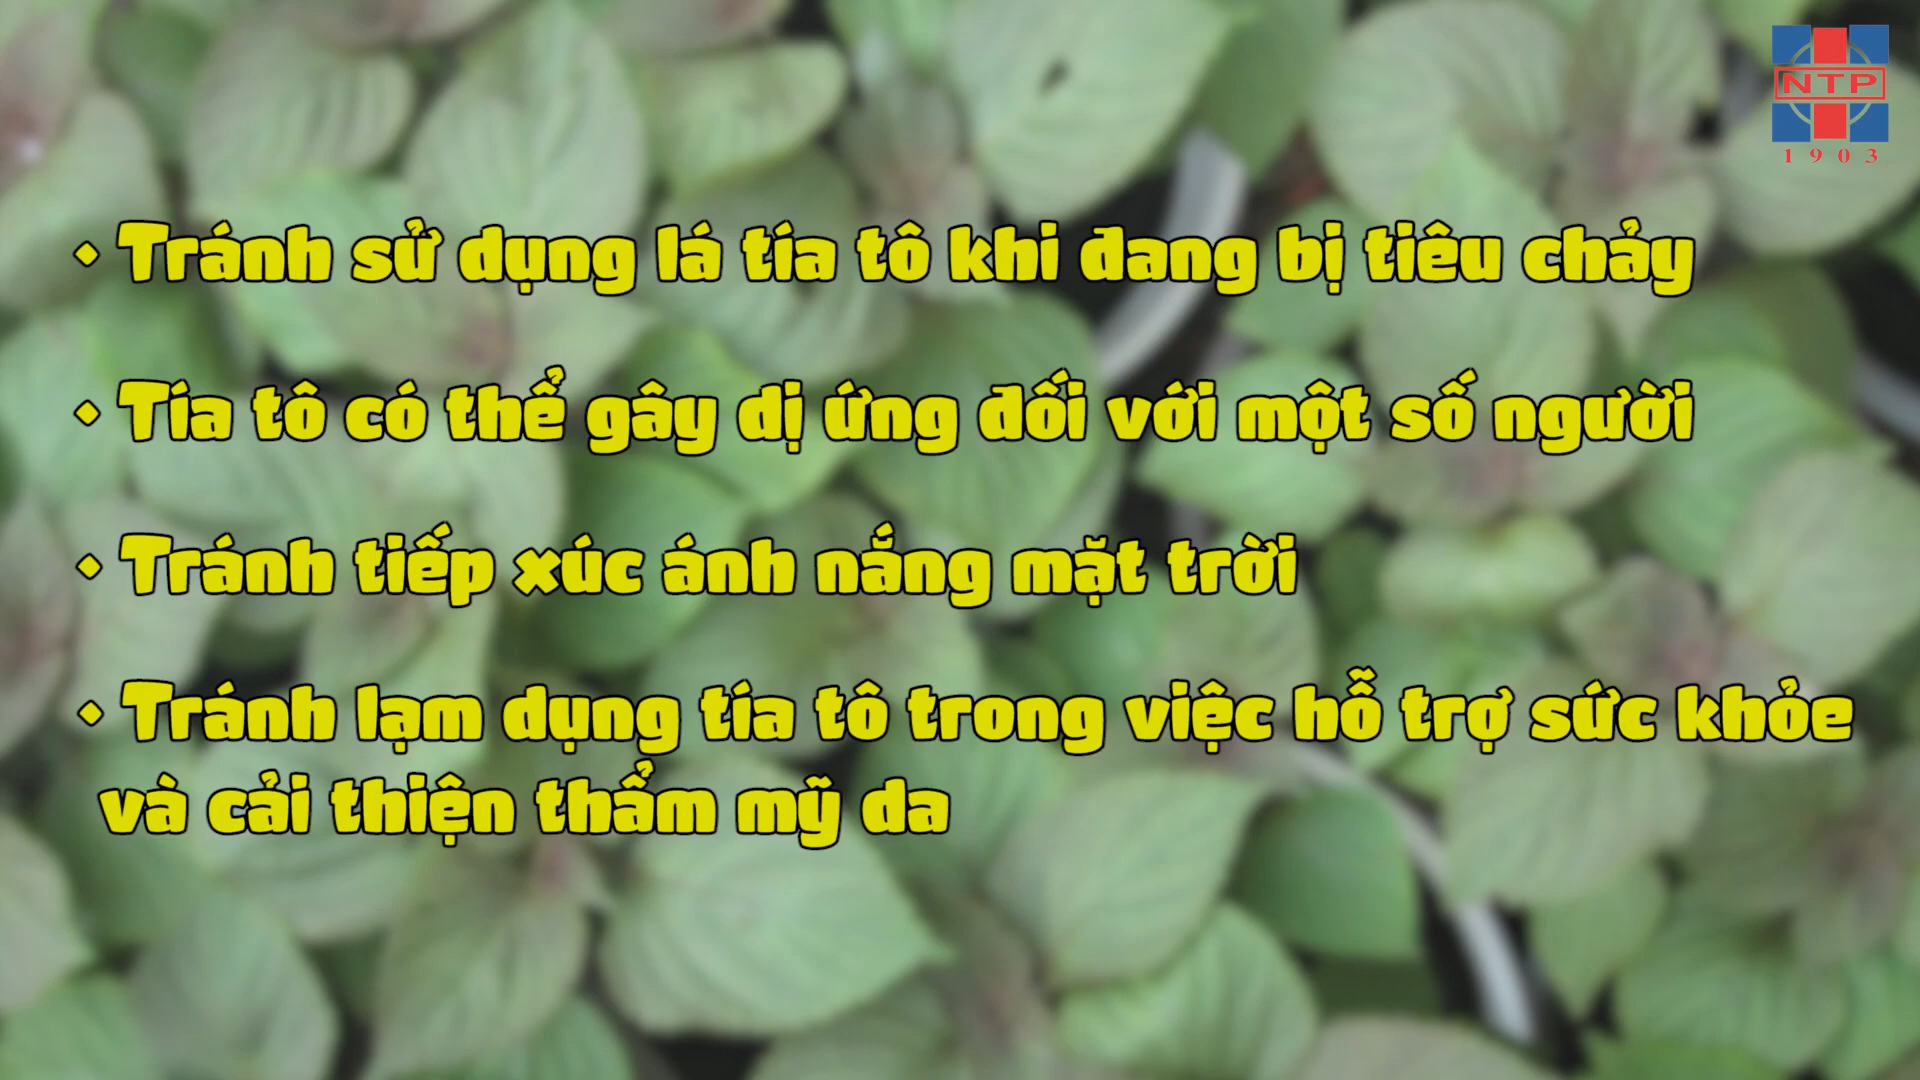 NTP
1903
• Tránh sử dụng lá tía tô khi đang bị tiêu chảy
• Tía tô có thể gây dị ứng đối với một số người
• Tránh tiếp xúc ánh nắng mặt trời
• Tránh lạm dụng tía tô trong việc hỗ trợ sức khỏe
và cải thiện thẩm mỹ da